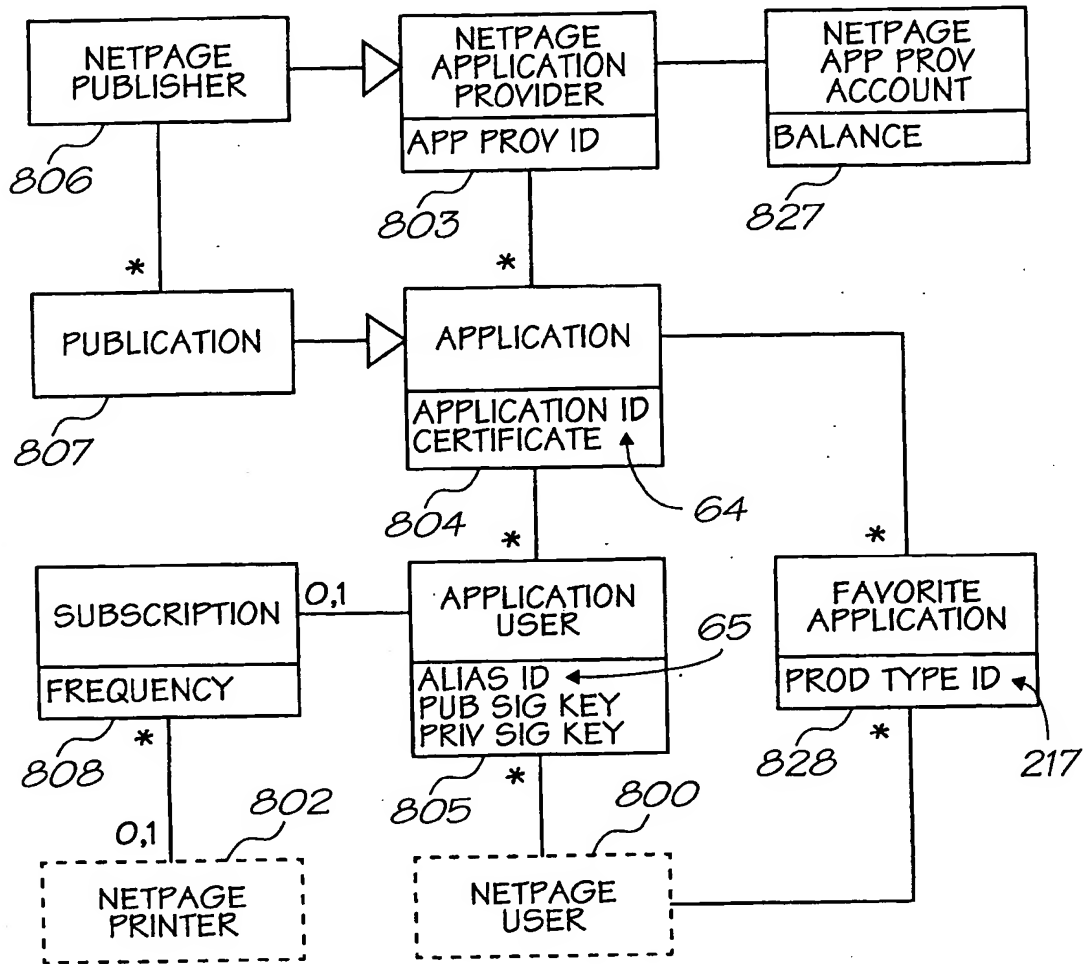 NETPAGE
PUBLISHER
806
NETPAGE
APPLICATION
PROVIDER
APP PROV ID
803
NETPAGE
APP PROV
ACCOUNT
BALANCE
827
*
*
PUBLICATION
807
APPLICATION
APPLICATION ID
CERTIFICATE
804
64
*
*
SUBSCRIPTION
FREQUENCY
808
0,1
APPLICATION
USER
ALIAS ID
PUB SIG KEY
PRIV SIG KEY
805
65
FAVORITE
APPLICATION
PROD TYPE ID
828
217
*
*
*
0,1
802
NETPAGE
PRINTER
800
NETPAGE
USER